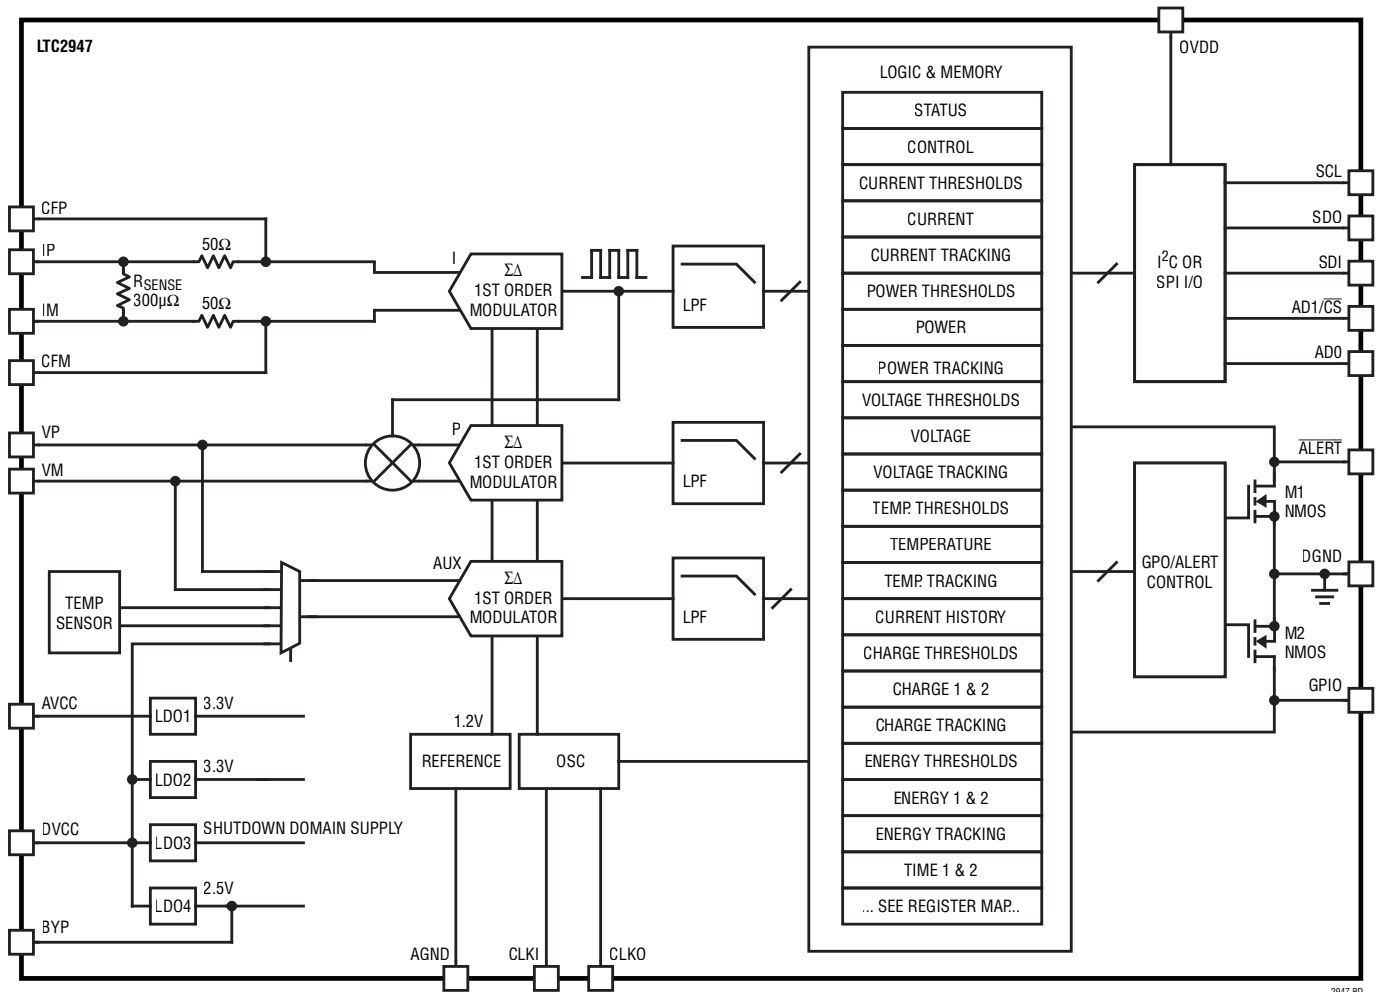 LTC2947
OVDD
LOGIC & MEMORY
STATUS
CONTROL
CURRENT THRESHOLDS
CURRENT
CURRENT TRACKING
POWER THRESHOLDS
POWER
POWER TRACKING
VOLTAGE THRESHOLDS
VOLTAGE
VOLTAGE TRACKING
TEMP. THRESHOLDS
TEMPERATURE
TEMP. TRACKING
CURRENT HISTORY
CHARGE THRESHOLDS
CHARGE 1 & 2
CHARGE TRACKING
ENERGY THRESHOLDS
ENERGY 1 & 2
ENERGY TRACKING
TIME 1 & 2
... SEE REGISTER MAP...
CFP
IP
50Ω
RSENSE
300µΩ
IM
50Ω
CFM
I
ΣΔ
1ST ORDER
MODULATOR
LPF
VP
VM
P
ΣΔ
1ST ORDER
MODULATOR
LPF
AUX
ΣΔ
1ST ORDER
MODULATOR
LPF
TEMP
SENSOR
AVCC
LDO1
3.3V
LDO2
3.3V
DVCC
LDO3
SHUTDOWN DOMAIN SUPPLY
LDO4
2.5V
BYP
1.2V
REFERENCE
OSC
AGND
CLKI
CLKO
I²C OR
SPI I/O
SCL
SDO
SDI
AD1/C̅S̅
AD0
A̅L̅E̅R̅T̅
M1
NMOS
DGND
GPO/ALERT
CONTROL
M2
NMOS
GPIO
2947 BD